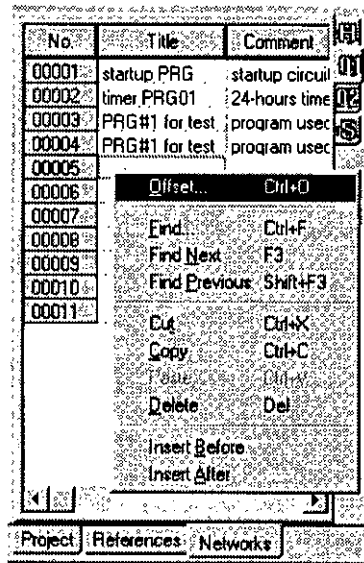 No. Title Comment
00001 startup PRG startup circuit
00002 timer PRG01 24-hours time
00003 PRG#1 for test program used
00004 PRG#1 for test program used
00005
00006 Offset... Ctrl+O
00007 Find... Ctrl+F
00008 Find Next F3
00009 Find Previous Shift+F3
00010
00011 Cut Ctrl+X
Copy Ctrl+C
Paste Ctrl+V
Delete Del
Insert Before
Insert After
Project References Networks